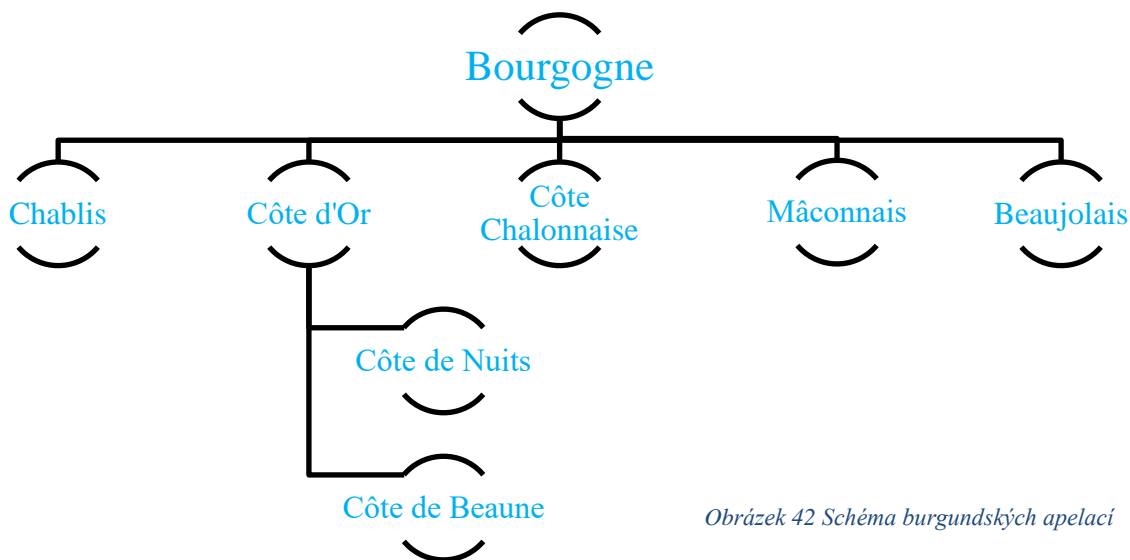 Bourgogne
Chablis
Côte d'Or
Côte
Chalonnaise
Mâconnais
Beaujolais
Côte de Nuits
Côte de Beaune
Obrázek 42 Schéma burgundských apelací